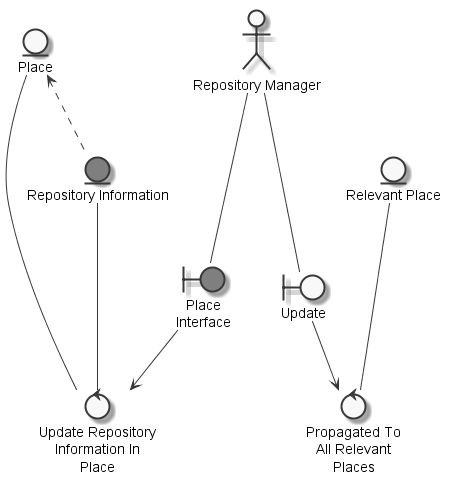 Place
Repository Manager
Repository Information
Relevant Place
Place
Interface
Update
Update Repository
Information In
Place
Propagated To
All Relevant
Places